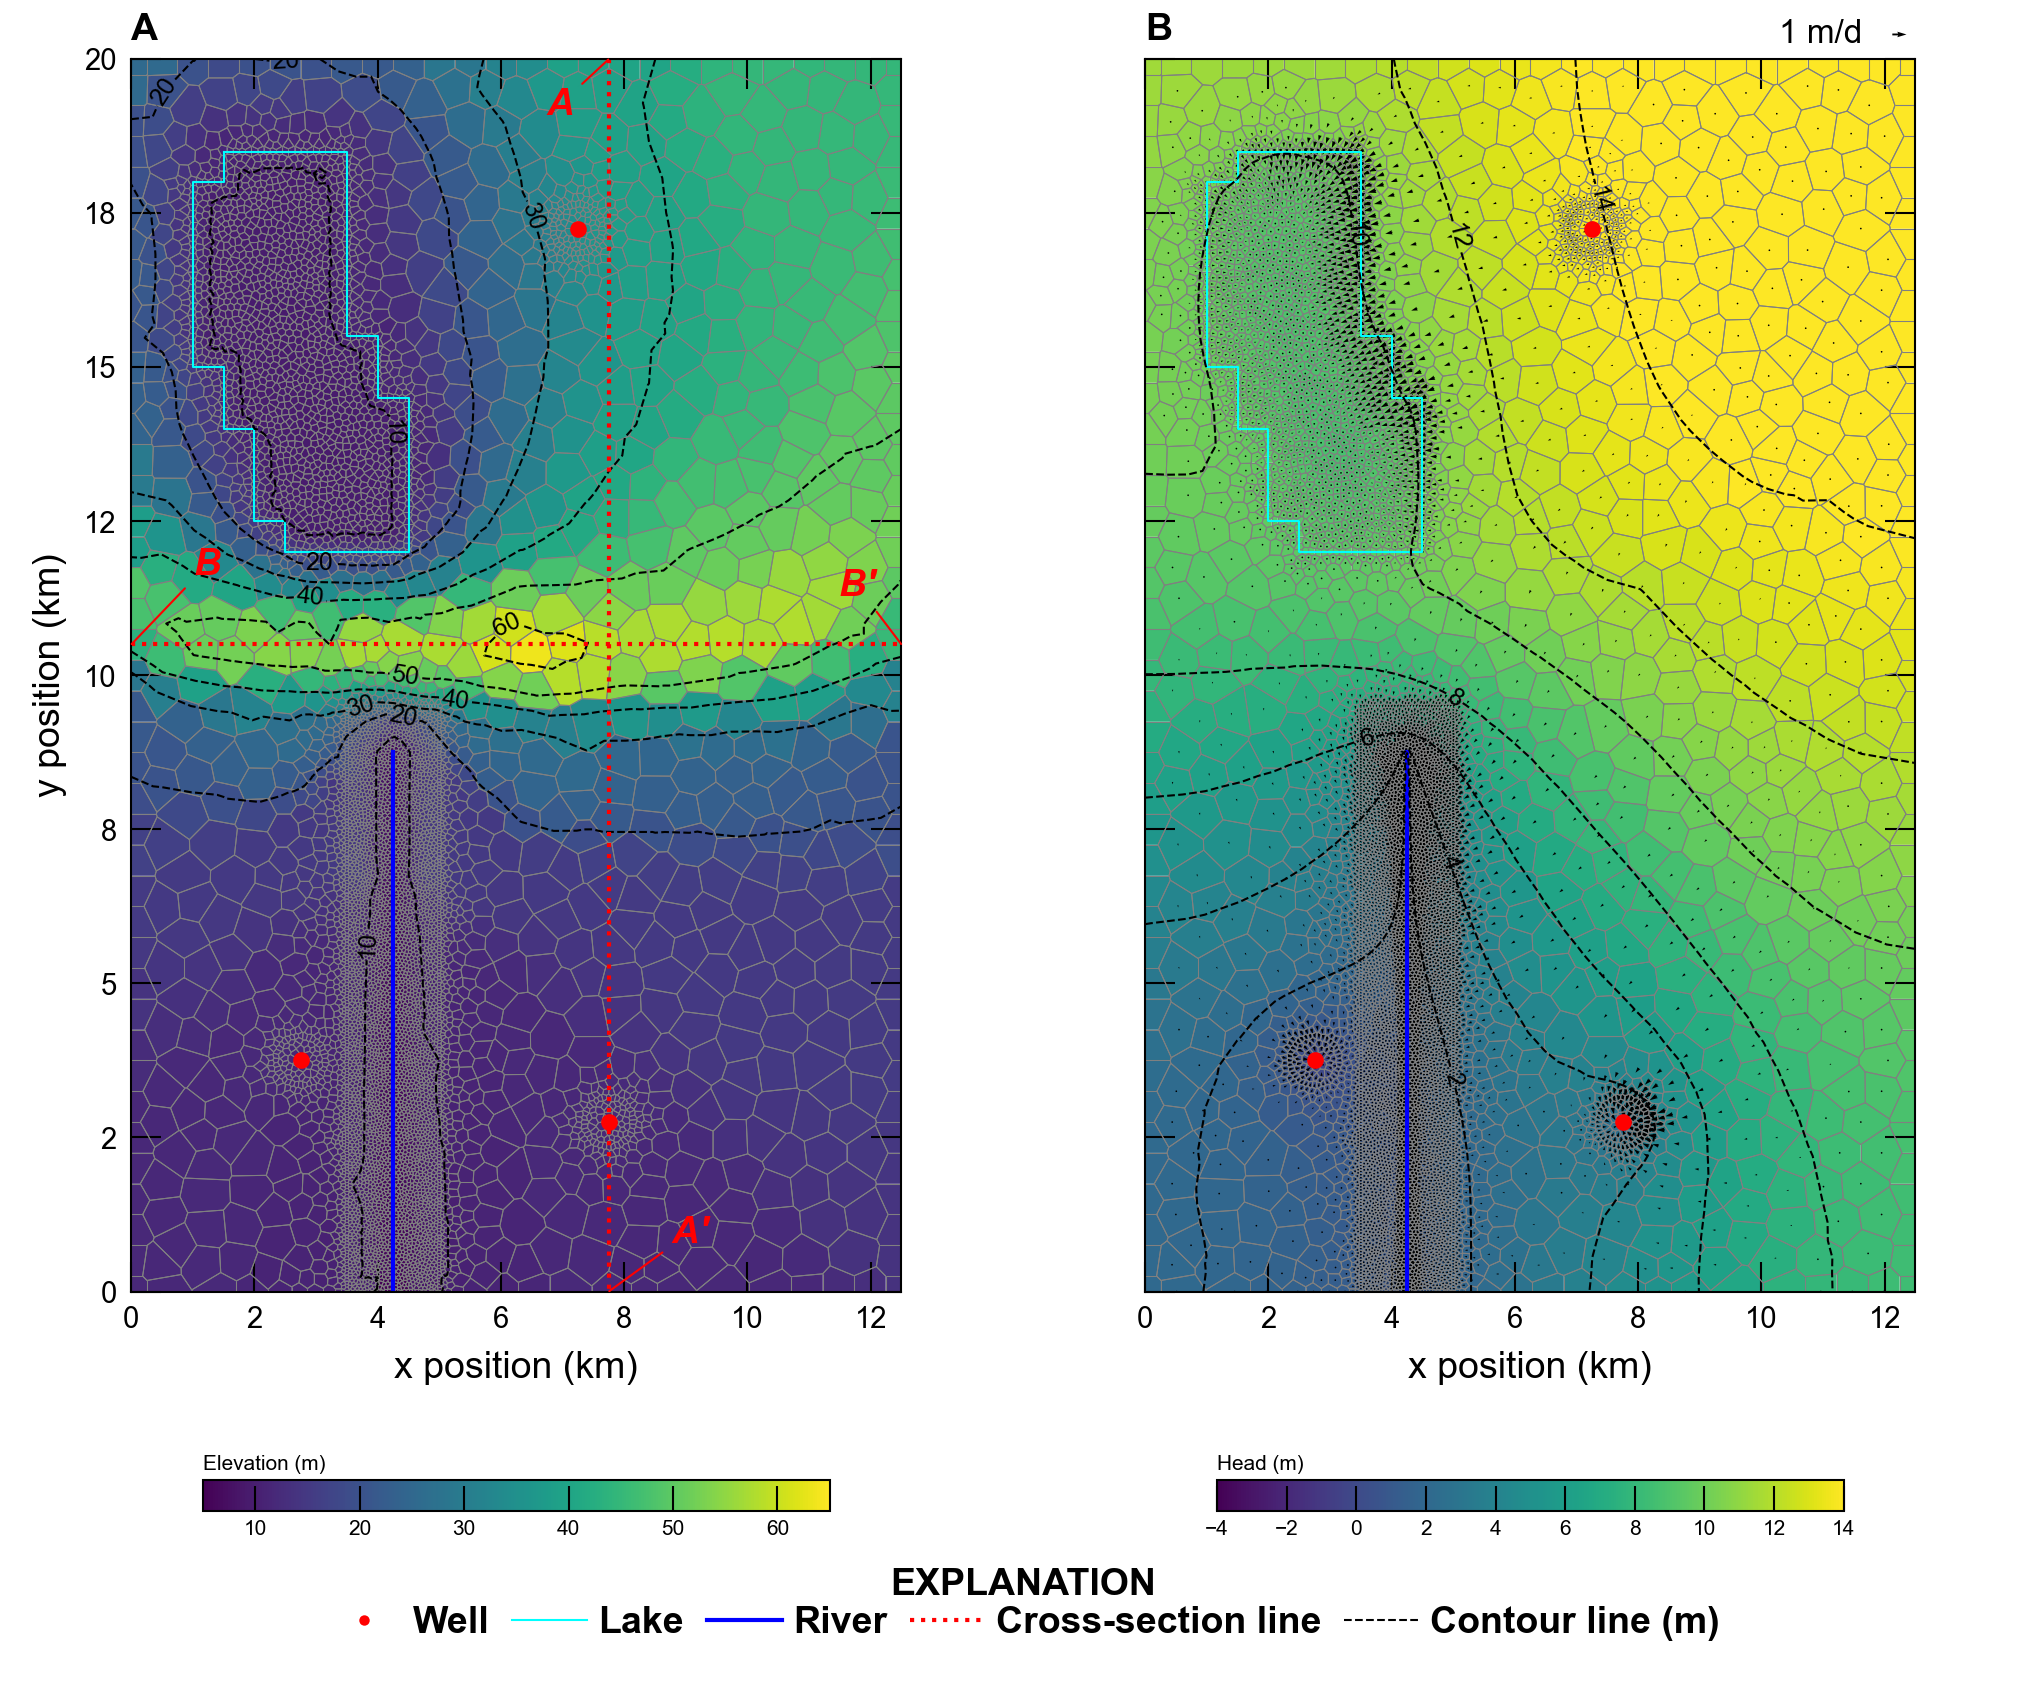 A
B
1 m/d
20
18
15
12
10
8
5
2
0
y position (km)
20
20
A
30
10
20
40
B
B'
60
50
40
30
20
10
A'
0 2 4 6 8 10 12
x position (km)
14
12
8
6
4
2
0 2 4 6 8 10 12
x position (km)
Elevation (m)
10 20 30 40 50 60
Head (m)
−4 −2 0 2 4 6 8 10 12 14
EXPLANATION
Well Lake River Cross-section line Contour line (m)